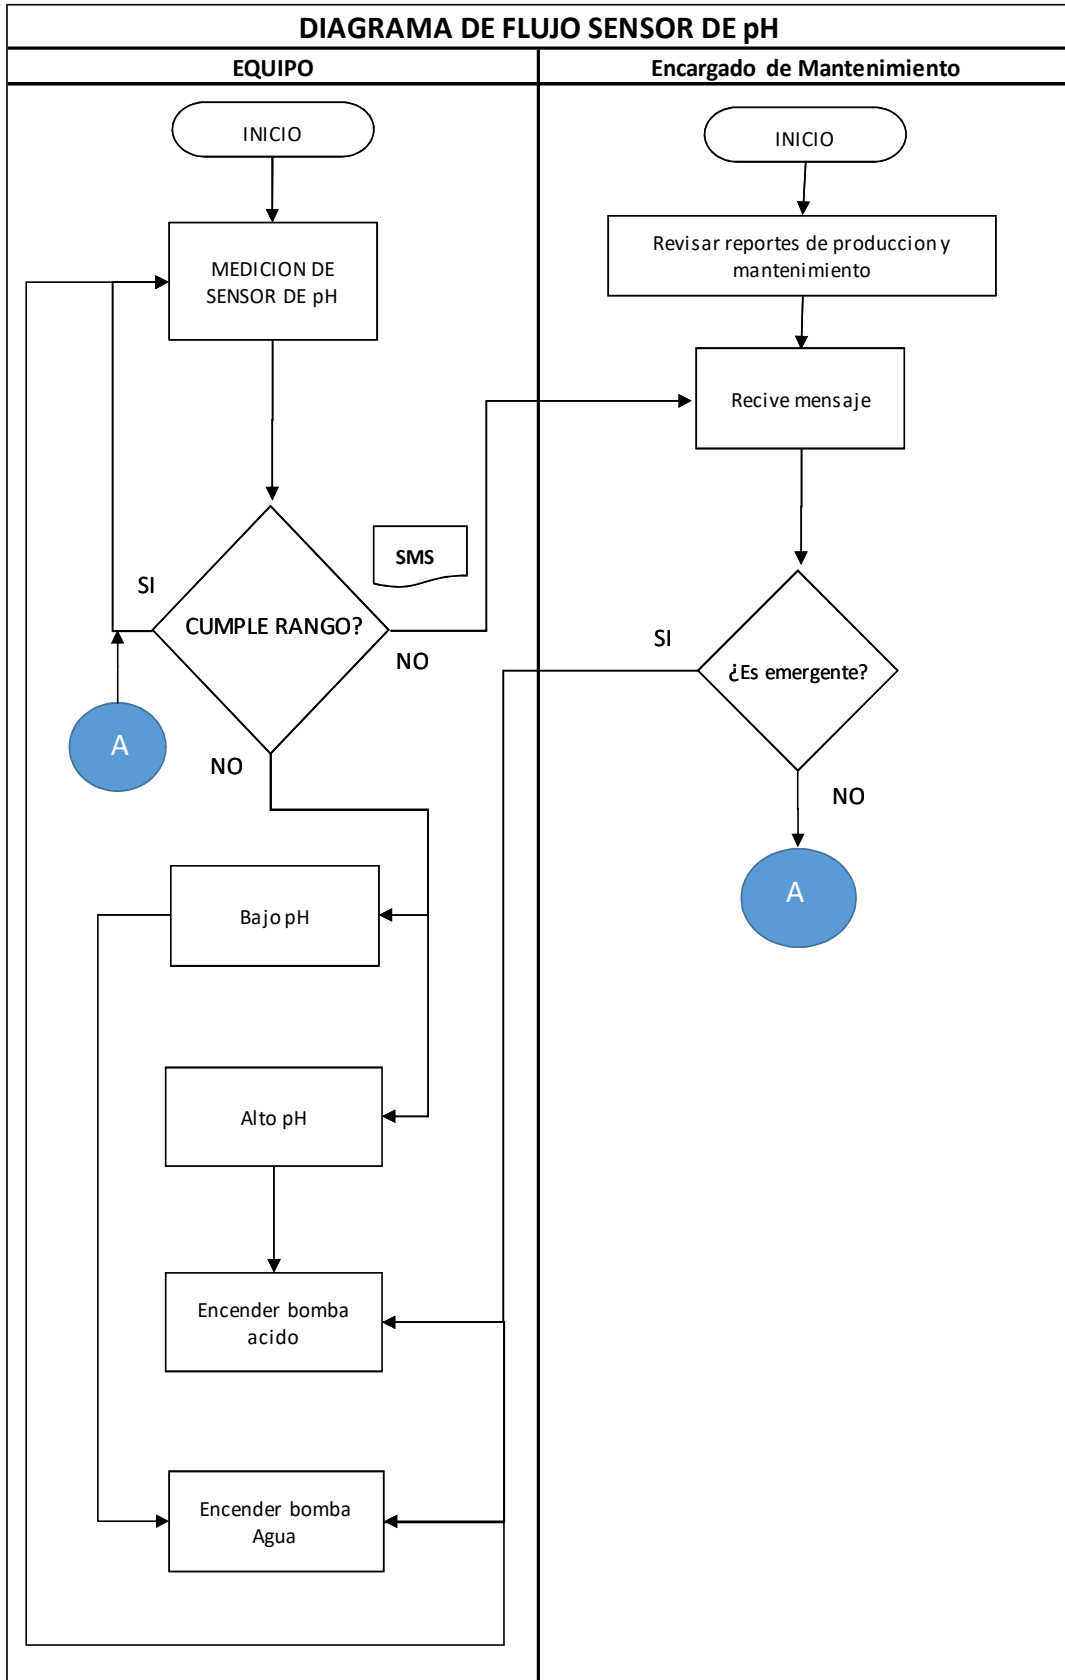 DIAGRAMA DE FLUJO SENSOR DE pH
EQUIPO
Encargado de Mantenimiento
INICIO
MEDICION DE
SENSOR DE pH
SMS
SI
CUMPLE RANGO?
NO
A
NO
Bajo pH
Alto pH
Encender bomba
acido
Encender bomba
Agua
INICIO
Revisar reportes de produccion y
mantenimiento
Recive mensaje
SI
¿Es emergente?
NO
A